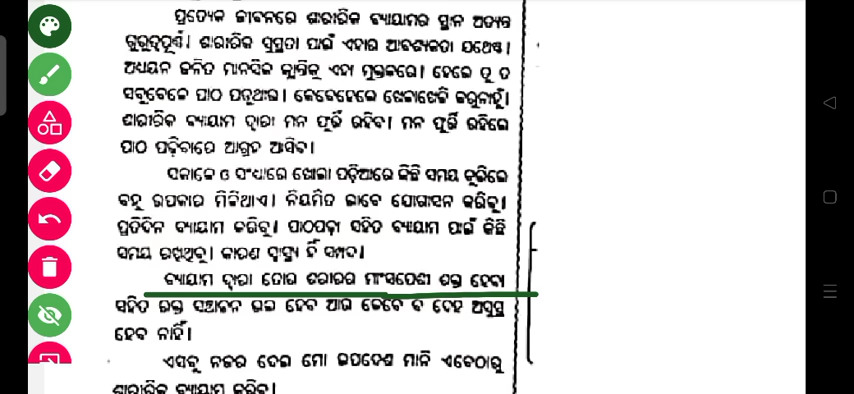 ପ୍ରତ୍ୟେକ ଜୀବନରେ ଶାରୀରିକ ବ୍ୟାୟାମର ସ୍ଥାନ ଅତ୍ୟନ୍ତ
ଗୁରୁତ୍ୱପୂର୍ଣ୍ଣ। ଶାରୀରିକ ସୁସ୍ଥତା ପାଇଁ ଏହାର ଆବଶ୍ୟକତା ଯଥେଷ୍ଟ।
ଅଧ୍ୟୟନ ଜନିତ ମାନସିକ କ୍ଳାନ୍ତିକୁ ଏହା ମୁକ୍ତକରେ। ହେଲେ ତୁ ତ
ସବୁବେଳେ ପାଠ ପଢୁଥାଉ। କେବେହେଲେ ଖେଳାଖେଳି କରୁନାହୁଁ।
ଶାରୀରିକ ବ୍ୟାୟାମ ଦ୍ୱାରା ମନ ଫୁର୍ତ୍ତି ରହିବ। ମନ ଫୁର୍ତ୍ତି ରହିଲେ
ପାଠ ପଢ଼ିବାରେ ଆଗ୍ରହ ଆସିବ।
ସକାଳେ ଓ ସଂଧ୍ୟାରେ ଖୋଲା ପଡ଼ିଆରେ କିଛି ସମୟ ବୁଲିଲେ
ବହୁ ଉପକାର ମିଳିଥାଏ। ନିୟମିତ ଭାବେ ଯୋଗାସନ କରିବୁ।
ପ୍ରତିଦିନ ବ୍ୟାୟାମ କରିବୁ। ପାଠପଢ଼ା ସହିତ ବ୍ୟାୟାମ ପାଇଁ କିଛି
ସମୟ ରଖିଥିବୁ। କାରଣ ସ୍ୱାସ୍ଥ୍ୟ ହିଁ ସମ୍ପଦ।
ବ୍ୟାୟାମ ଦ୍ୱାରା ତୋର ଶରୀରର ମାଂସପେଶୀ ଶକ୍ତ ହେବା
ସହିତ ରକ୍ତ ସଞ୍ଚାଳନ ଭଲ ହେବ ଆଉ କେବେ ବି ଦେହ ଅସୁସ୍ଥ
ହେବ ନାହିଁ।
ଏସବୁ ନଜର ଦେଇ ମୋ ଉପଦେଶ ମାନି ଏବେଠାରୁ
ଶାରୀରିକ ବ୍ୟାୟାମ କରିବୁ।